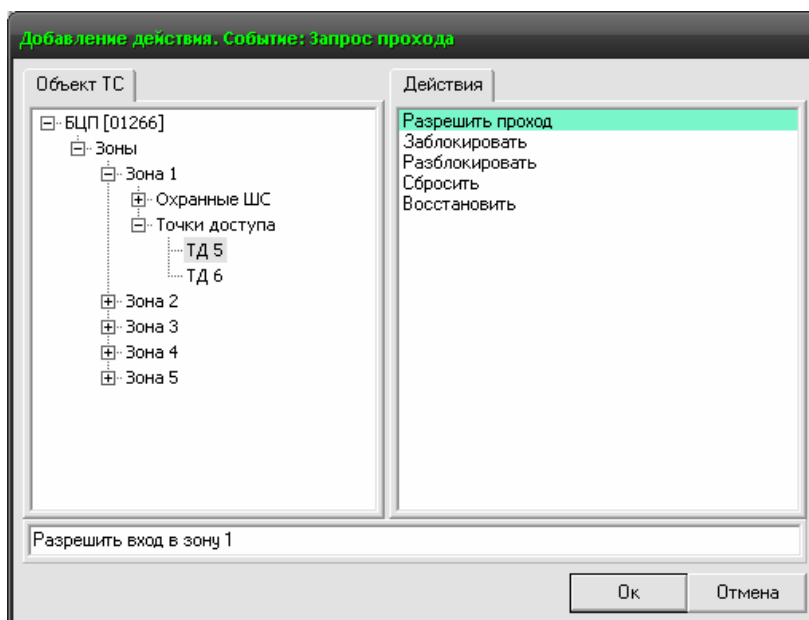 Добавление действия. Событие: Запрос прохода
Объект ТС
Действия
БЦП [01266]
Зоны
Зона 1
Охранные ШС
Точки доступа
ТД 5
ТД 6
Зона 2
Зона 3
Зона 4
Зона 5
Разрешить проход
Заблокировать
Разблокировать
Сбросить
Восстановить
Разрешить вход в зону 1
Ок
Отмена